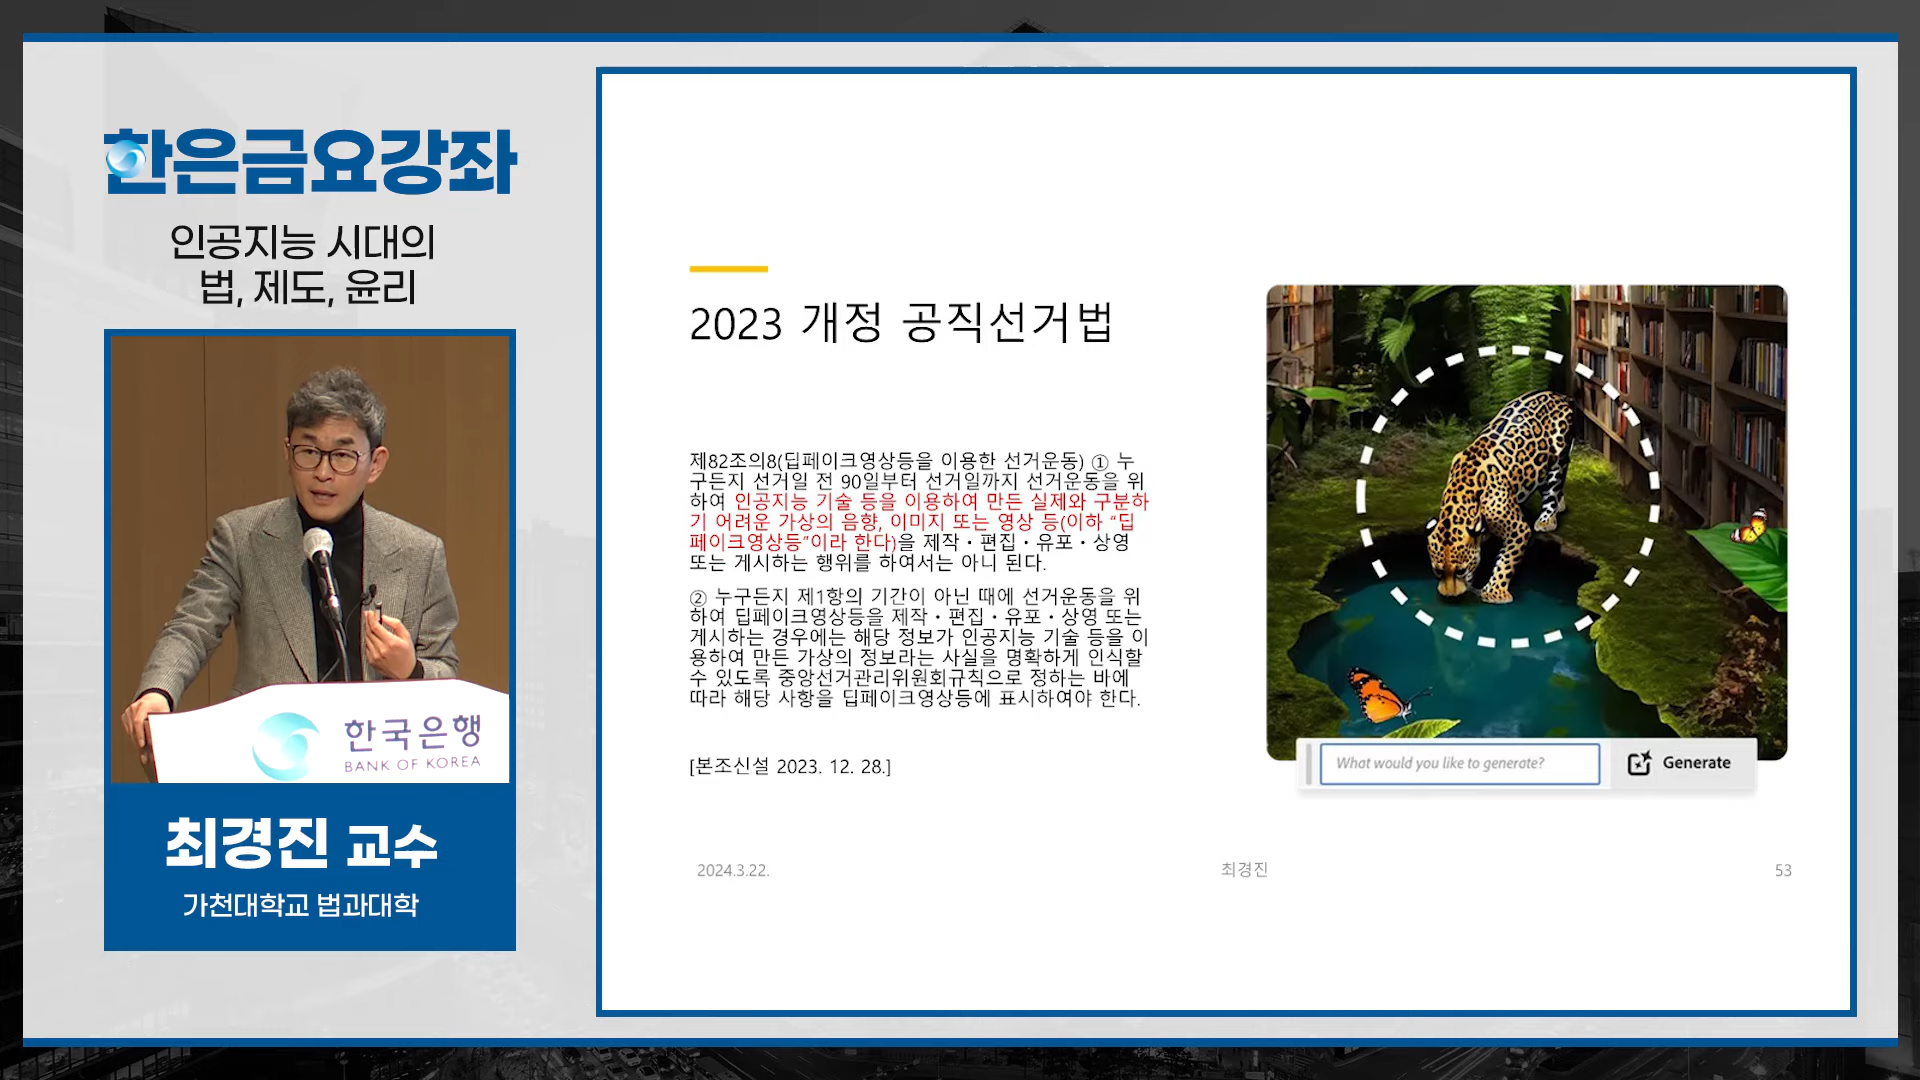 한은금요강좌
인공지능 시대의
법, 제도, 윤리
한국은행
BANK OF KOREA
최경진 교수
가천대학교 법과대학
2023 개정 공직선거법
제82조의8(딥페이크영상등을 이용한 선거운동) ① 누
구든지 선거일 전 90일부터 선거일까지 선거운동을 위
하여 인공지능 기술 등을 이용하여 만든 실제와 구분하
기 어려운 가상의 음향, 이미지 또는 영상 등(이하 “딥
페이크영상등”이라 한다)을 제작・편집・유포・상영
또는 게시하는 행위를 하여서는 아니 된다.
② 누구든지 제1항의 기간이 아닌 때에 선거운동을 위
하여 딥페이크영상등을 제작・편집・유포・상영 또는
게시하는 경우에는 해당 정보가 인공지능 기술 등을 이
용하여 만든 가상의 정보라는 사실을 명확하게 인식할
수 있도록 중앙선거관리위원회규칙으로 정하는 바에
따라 해당 사항을 딥페이크영상등에 표시하여야 한다.
[본조신설 2023. 12. 28.]
What would you like to generate?
Generate
2024.3.22.
최경진
53